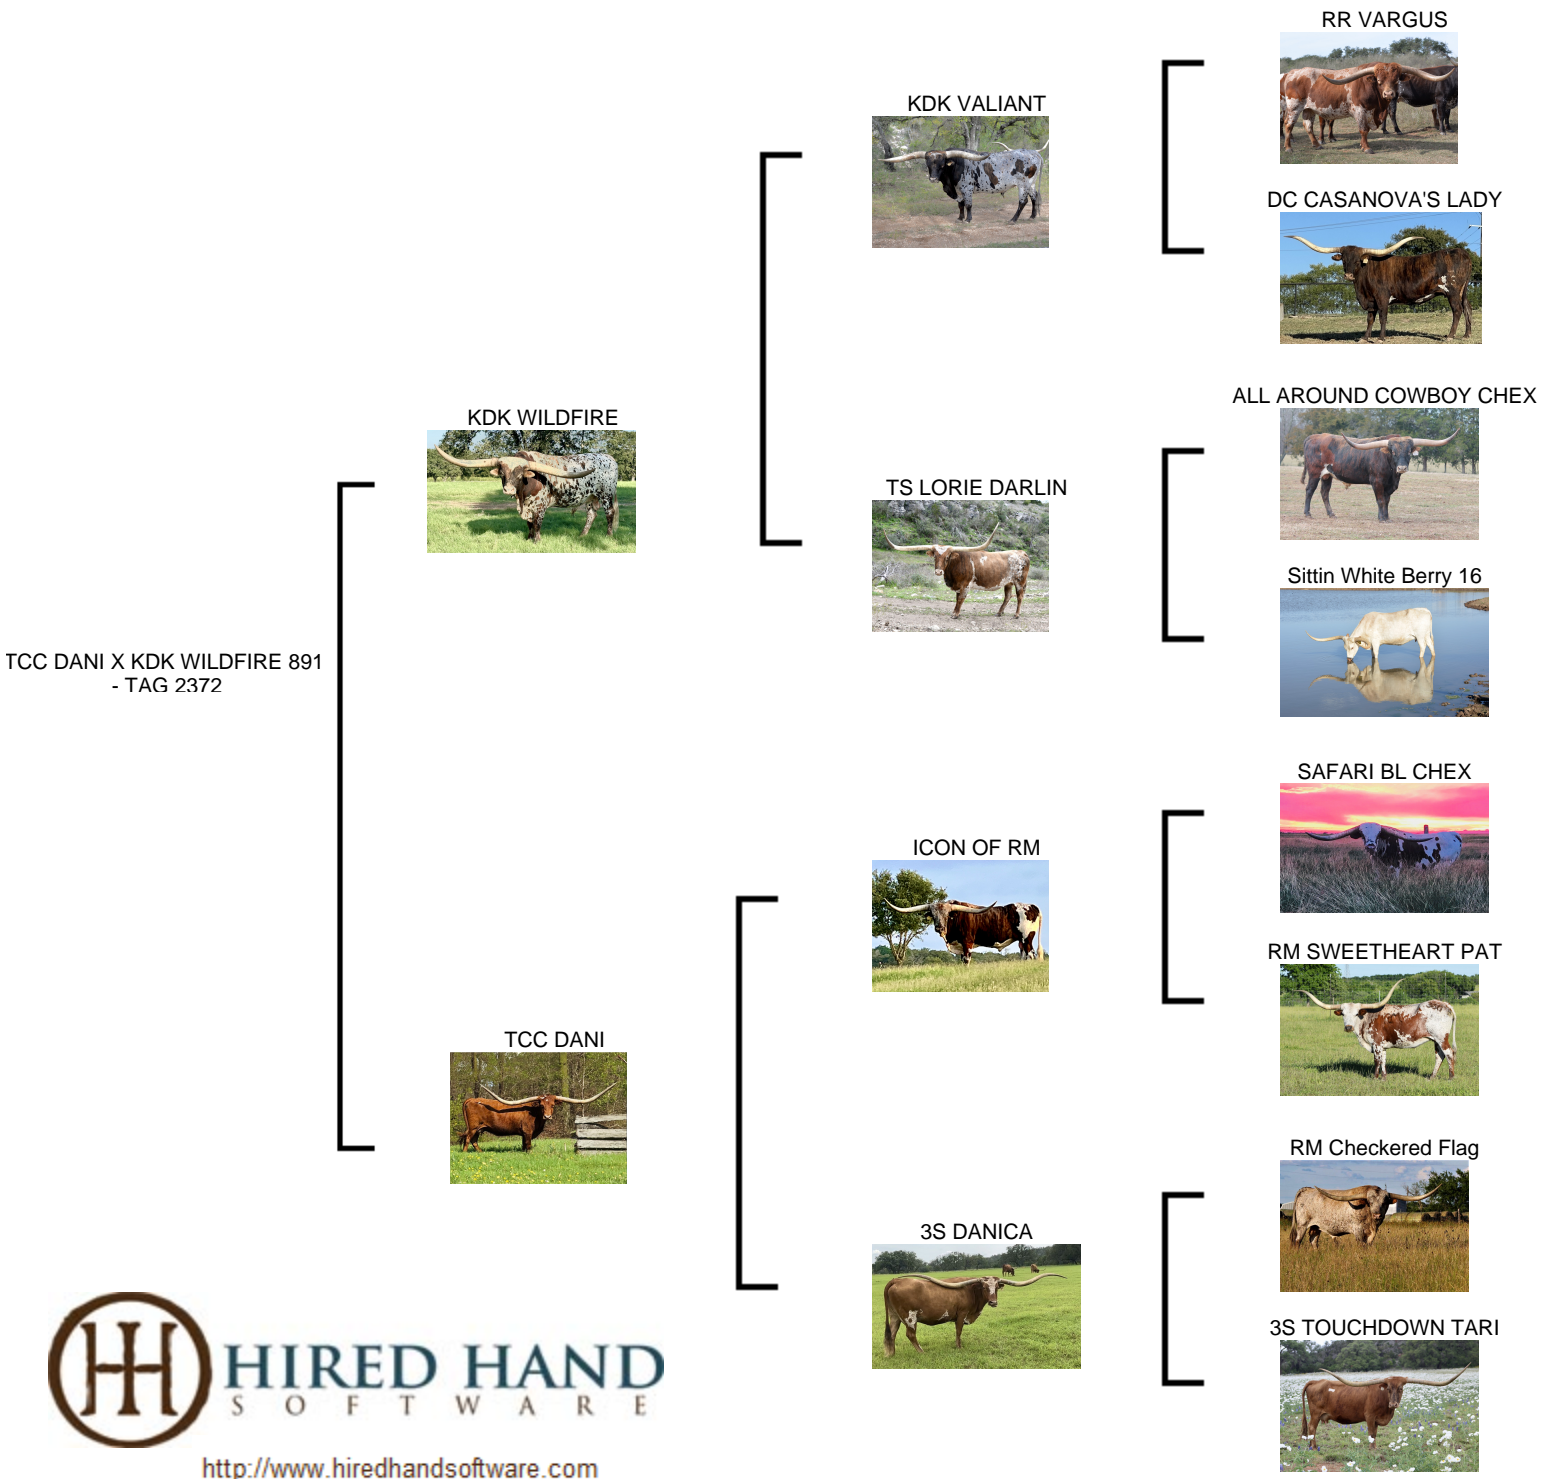 RR VARGUS
KDK VALIANT
DC CASANOVA'S LADY
ALL AROUND COWBOY CHEX
KDK WILDFIRE
TS LORIE DARLIN
Sittin White Berry 16
TCC DANI X KDK WILDFIRE 891
- TAG 2372
SAFARI BL CHEX
ICON OF RM
RM SWEETHEART PAT
TCC DANI
RM Checkered Flag
3S DANICA
3S TOUCHDOWN TARI
HIRED HAND
SOFTWARE
http://www.hiredhandsoftware.com